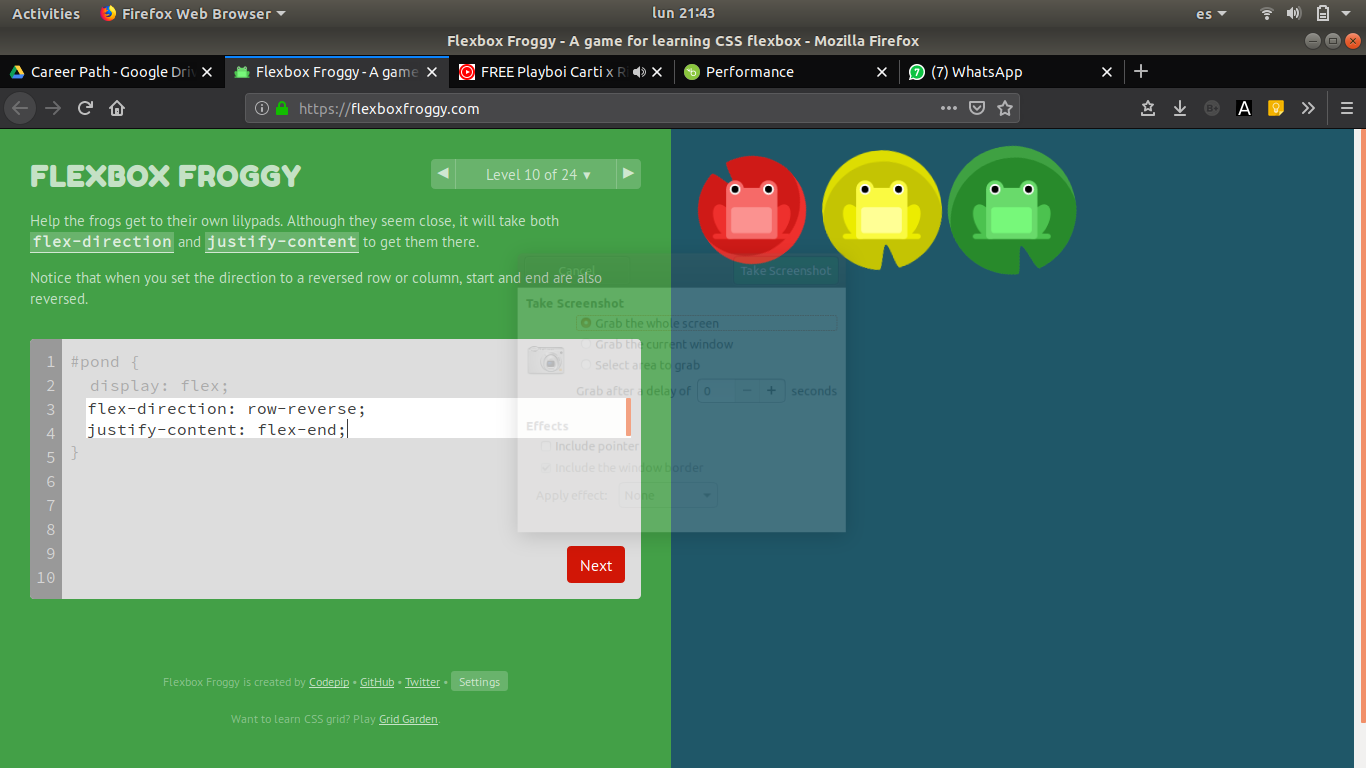 Activities Firefox Web Browser lun 21:43 es
Flexbox Froggy - A game for learning CSS flexbox - Mozilla Firefox
Career Path - Google Driv Flexbox Froggy - A game FREE Playboi Carti x R Performance (7) WhatsApp
https://flexboxfroggy.com
FLEXBOX FROGGY
Level 10 of 24
Help the frogs get to their own lilypads. Although they seem close, it will take both
flex-direction and justify-content to get them there.
Notice that when you set the direction to a reversed row or column, start and end are also
reversed.
Cancel Take Screenshot
Take Screenshot
Grab the whole screen
Grab the current window
Select area to grab
Grab after a delay of 0 − + seconds
Effects
Include pointer
Include the window border
Apply effect: None
1 #pond {
2 display: flex;
3 flex-direction: row-reverse;
4 justify-content: flex-end;
5 }
6
7
8
9
10
Next
Flexbox Froggy is created by Codepip • GitHub • Twitter • Settings
Want to learn CSS grid? Play Grid Garden.